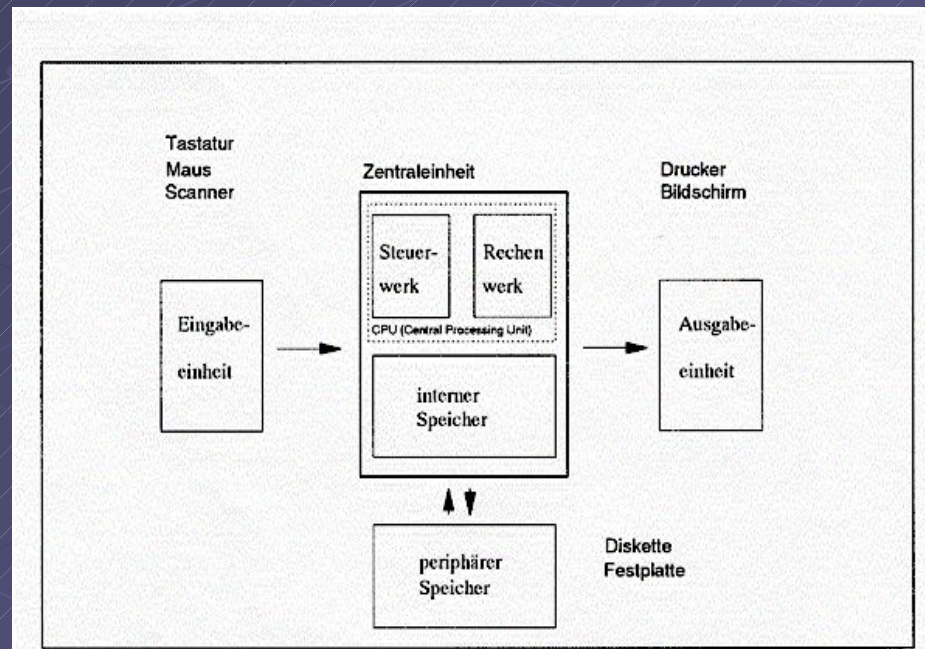 Tastatur
Maus
Scanner
Zentraleinheit
Drucker
Bildschirm
Steuer-
werk
Rechen
werk
CPU (Central Processing Unit)
Eingabe-
einheit
Ausgabe-
einheit
interner
Speicher
periphärer
Speicher
Diskette
Festplatte